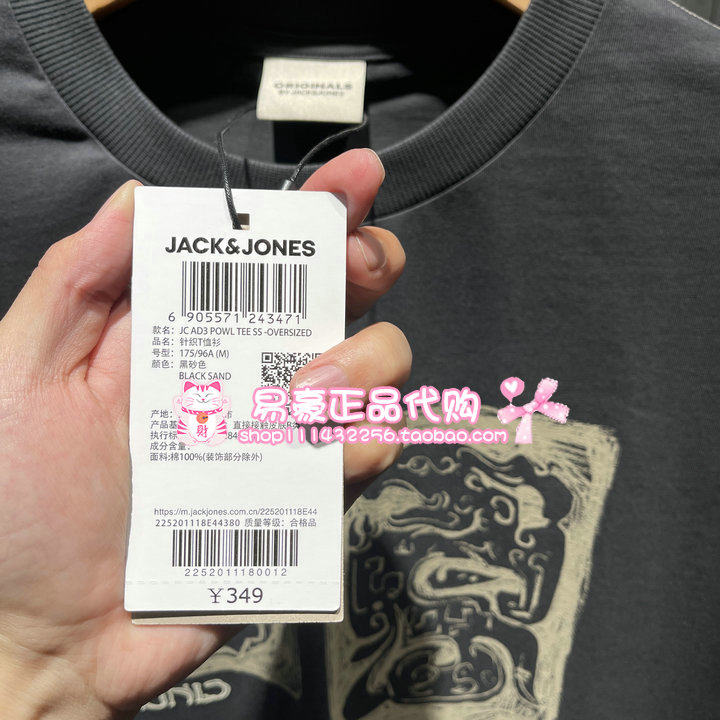 ORIGINALS
BY JACK&JONES
JACK&JONES
6 905571 243471
款名: JC AD3 POWL TEE SS -OVERSIZED
品名: 针织T恤衫
号型: 175/96A (M)
颜色: 黑砂色
BLACK SAND
易豪正品代购
shop111432256.taobao.com
财
产地: 市
产品基 直接接触皮肤B
执行标 84
成分含量:
面料:棉100%(装饰部分除外)
https://m.jackjones.com.cn/225201118E44
225201118E44380 质量等级: 合格品
2252011180012
￥349